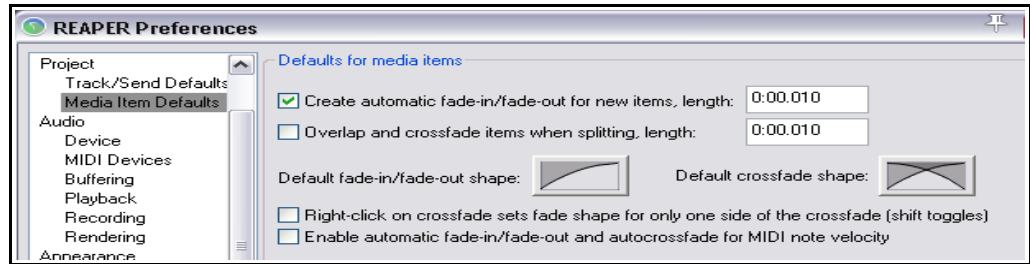 REAPER Preferences
Project
Track/Send Defaults
Media Item Defaults
Audio
Device
MIDI Devices
Buffering
Playback
Recording
Rendering
Appearance
Defaults for media items
Create automatic fade-in/fade-out for new items, length: 0:00.010
Overlap and crossfade items when splitting, length: 0:00.010
Default fade-in/fade-out shape: Default crossfade shape:
Right-click on crossfade sets fade shape for only one side of the crossfade (shift toggles)
Enable automatic fade-in/fade-out and autocrossfade for MIDI note velocity